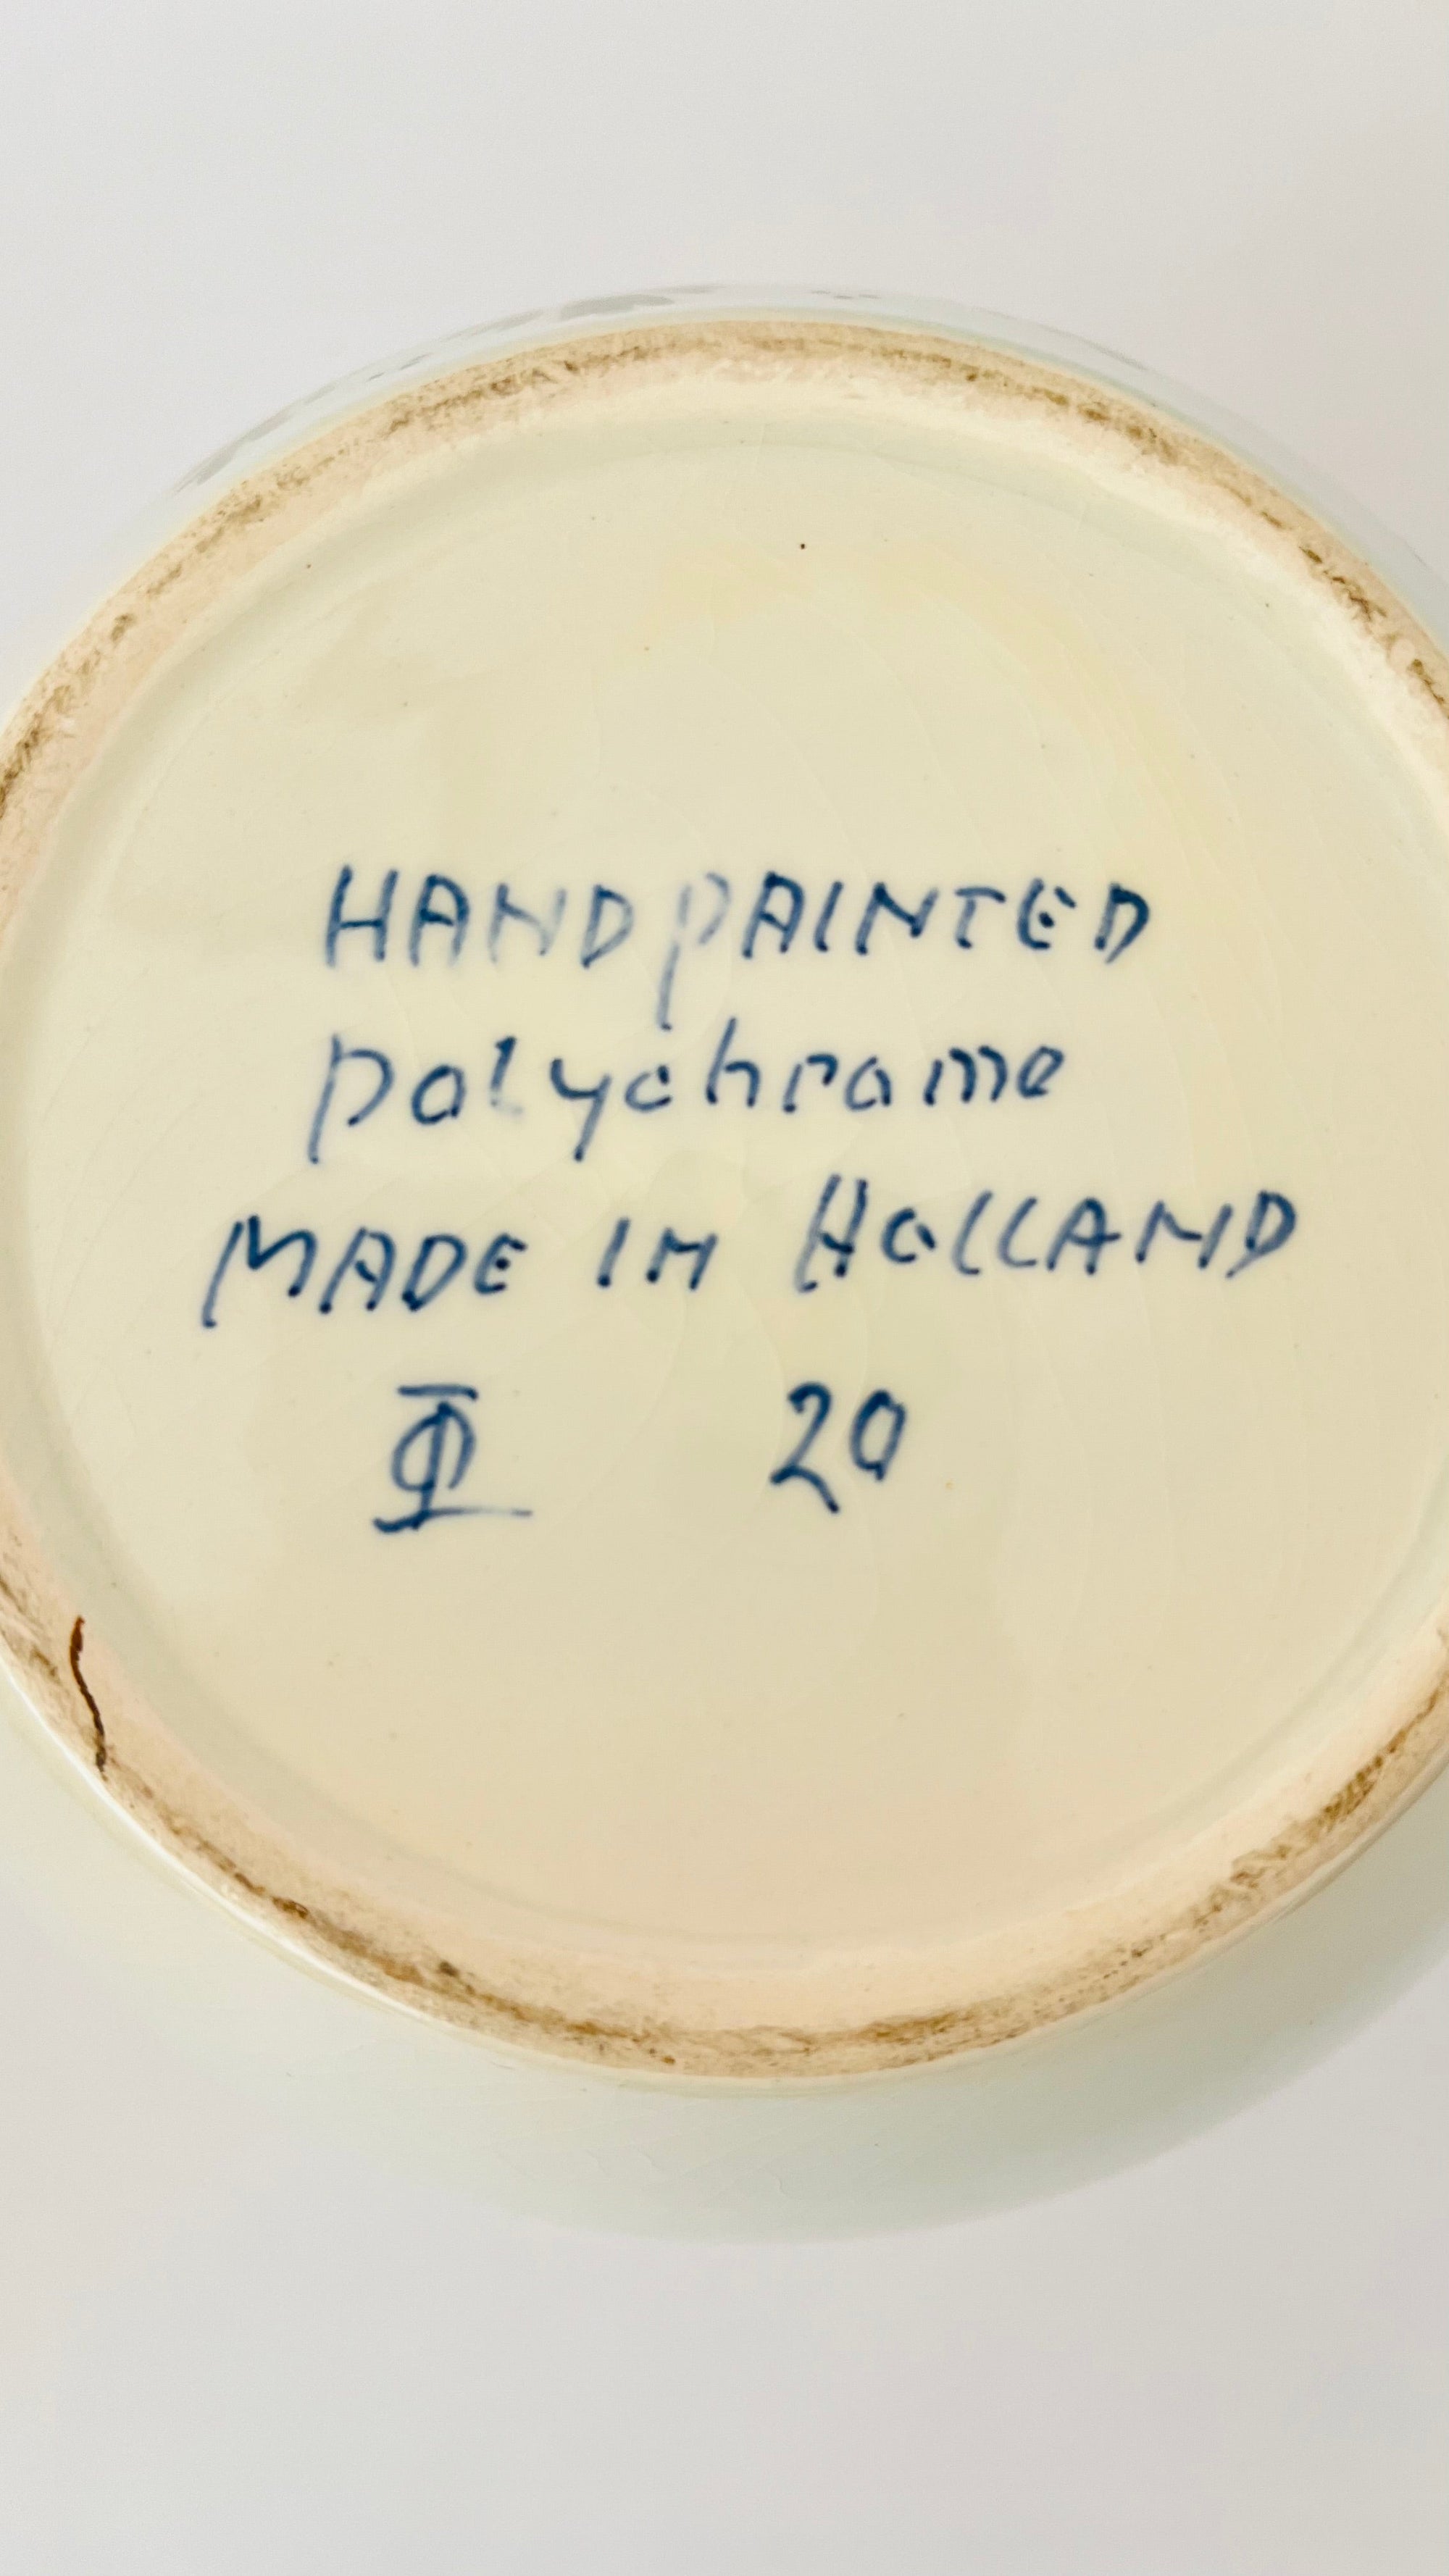 HANDPAINTED
polychrome
MADE IN HOLLAND
20